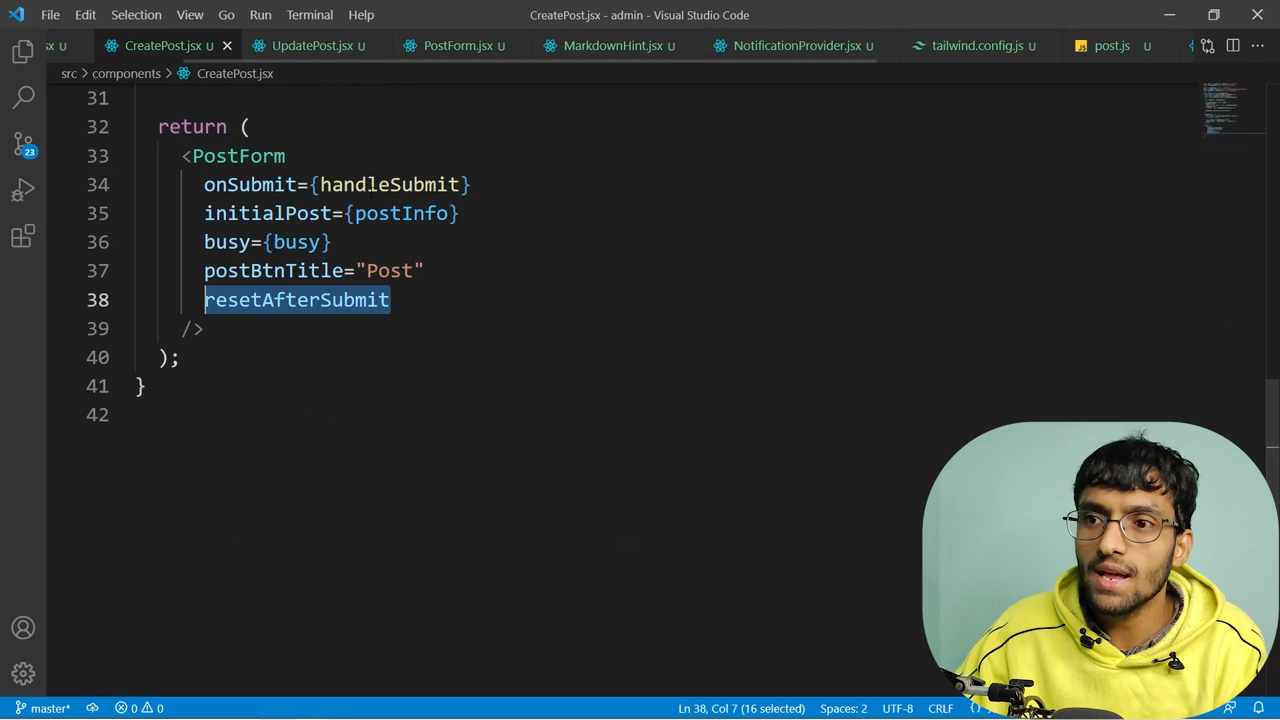 File Edit Selection View Go Run Terminal Help CreatePost.jsx - admin - Visual Studio Code
sx U CreatePost.jsx U UpdatePost.jsx U PostForm.jsx U MarkdownHint.jsx U NotificationProvider.jsx U tailwind.config.js U JS post.js U
src > components > CreatePost.jsx
31
32 return (
33 <PostForm
34 onSubmit={handleSubmit}
35 initialPost={postInfo}
36 busy={busy}
37 postBtnTitle="Post"
38 resetAfterSubmit
39 />
40 );
41 }
42
23
master* 0 0 Ln 38, Col 7 (16 selected) Spaces: 2 UTF-8 CRLF